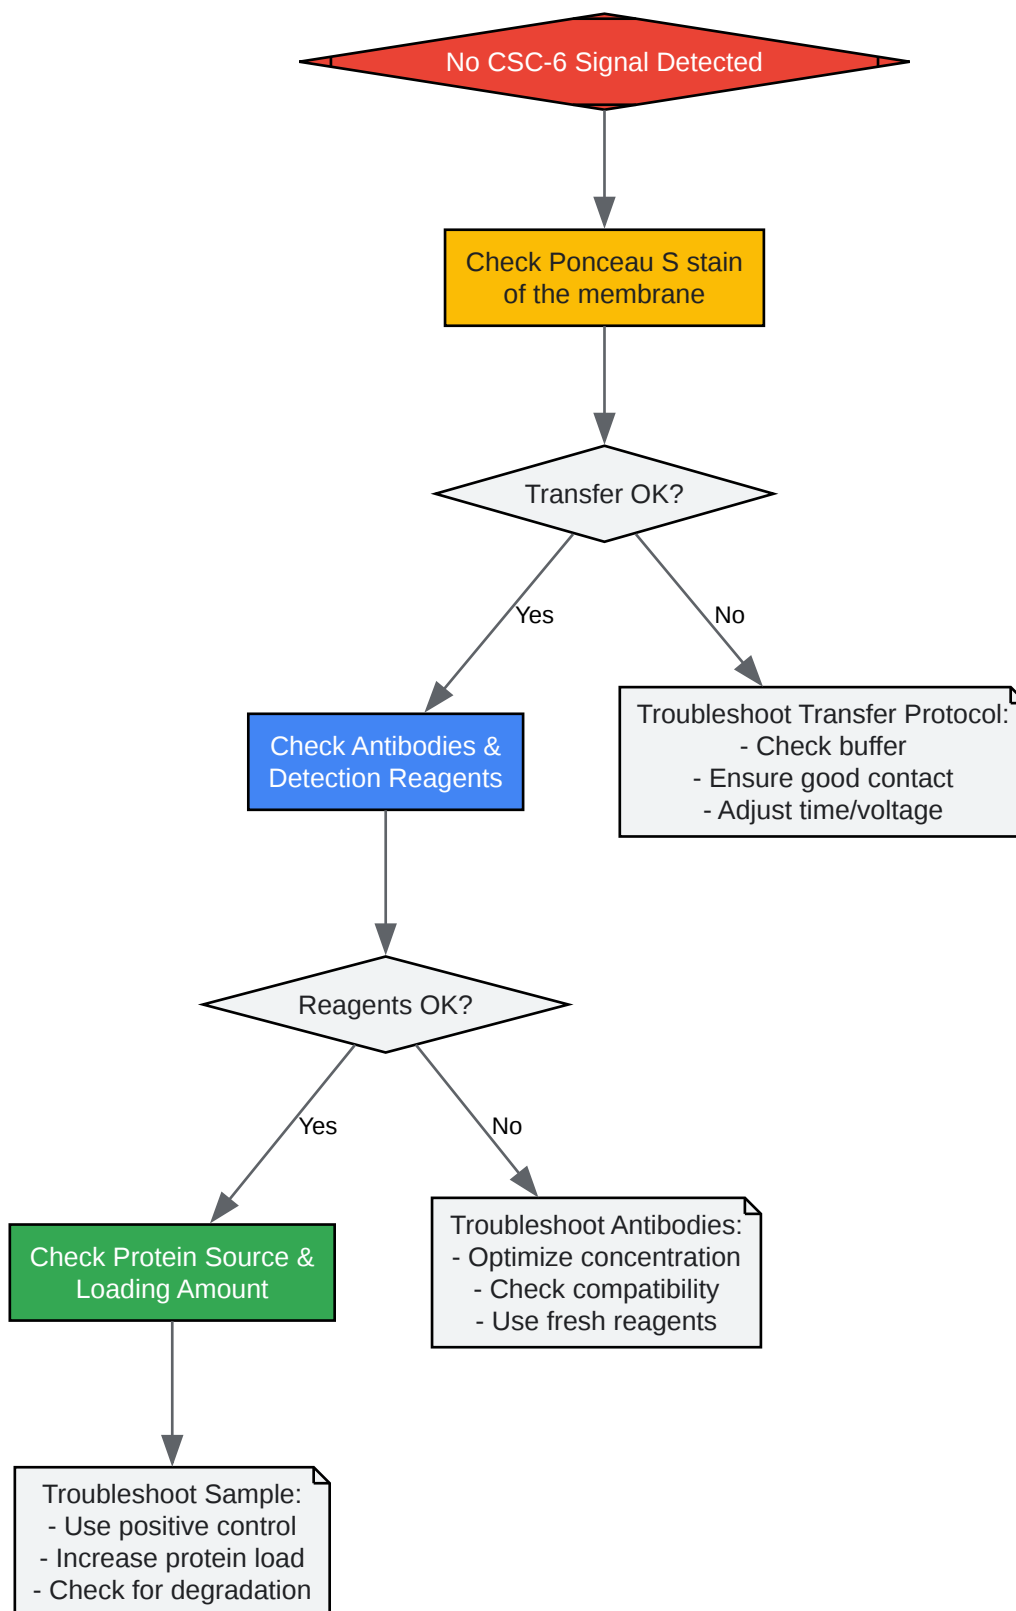 No CSC-6 Signal Detected
Check Ponceau S stain
of the membrane
Transfer OK?
Yes
No
Check Antibodies &
Detection Reagents
Troubleshoot Transfer Protocol:
- Check buffer
- Ensure good contact
- Adjust time/voltage
Reagents OK?
Yes
No
Check Protein Source &
Loading Amount
Troubleshoot Antibodies:
- Optimize concentration
- Check compatibility
- Use fresh reagents
Troubleshoot Sample:
- Use positive control
- Increase protein load
- Check for degradation